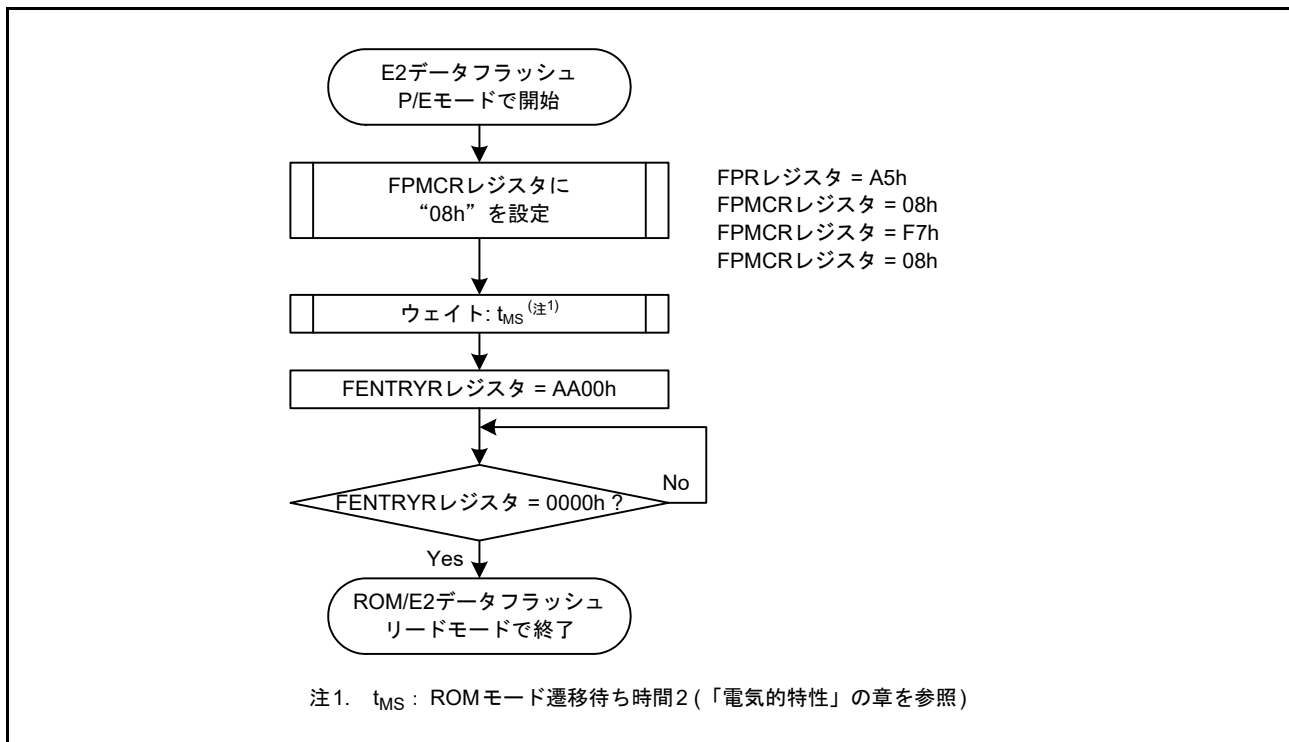 E2データフラッシュ
P/Eモードで開始
FPMCRレジスタに
“08h”を設定
FPRレジスタ = A5h
FPMCRレジスタ = 08h
FPMCRレジスタ = F7h
FPMCRレジスタ = 08h
ウェイト: tMS (注1)
FENTRYRレジスタ = AA00h
No
FENTRYRレジスタ = 0000h ?
Yes
ROM/E2データフラッシュ
リードモードで終了
注1. tMS : ROMモード遷移待ち時間2 (「電気的特性」の章を参照)